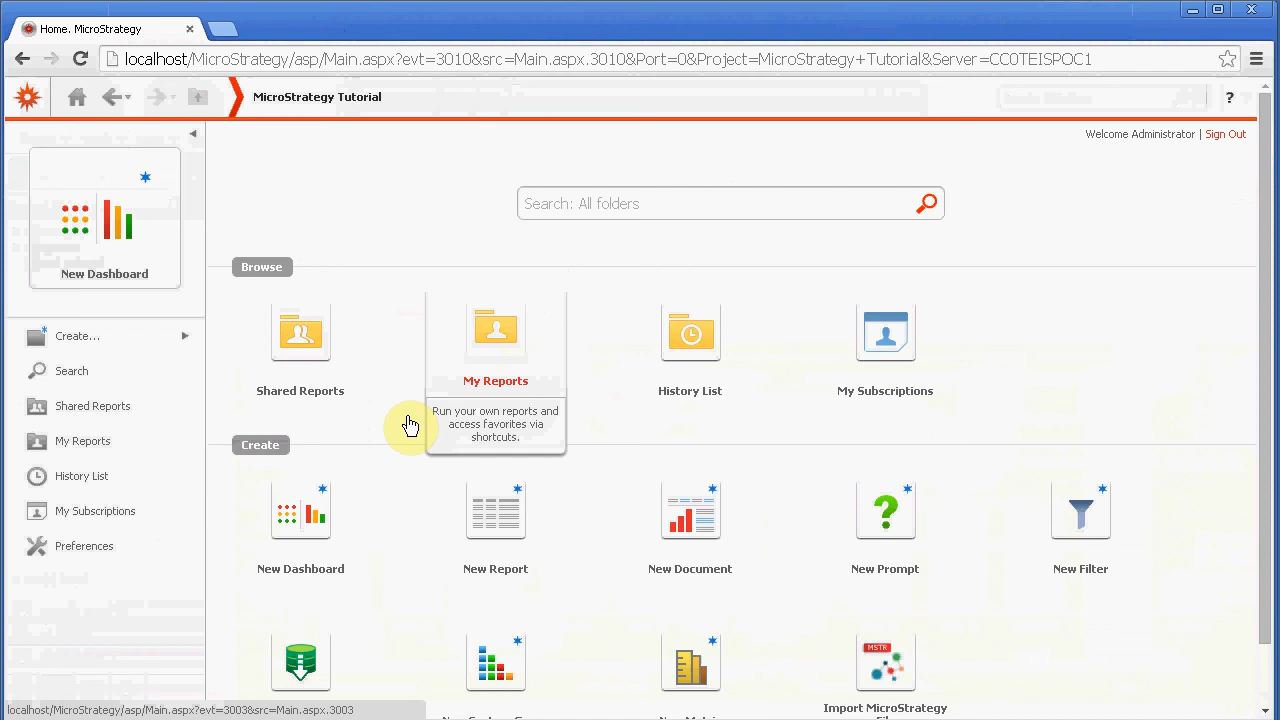 Home. MicroStrategy
localhost/MicroStrategy/asp/Main.aspx?evt=3010&src=Main.aspx.3010&Port=0&Project=MicroStrategy+Tutorial&Server=CC0TEISPOC1
MicroStrategy Tutorial
?
Welcome Administrator | Sign Out
New Dashboard
Search: All folders
Browse
Shared Reports
My Reports
History List
My Subscriptions
Run your own reports and
access favorites via
shortcuts.
Create...
Search
Shared Reports
My Reports
History List
My Subscriptions
Preferences
Create
New Dashboard
New Report
New Document
New Prompt
New Filter
MSTR
Import MicroStrategy
localhost/MicroStrategy/asp/Main.aspx?evt=3003&src=Main.aspx.3003